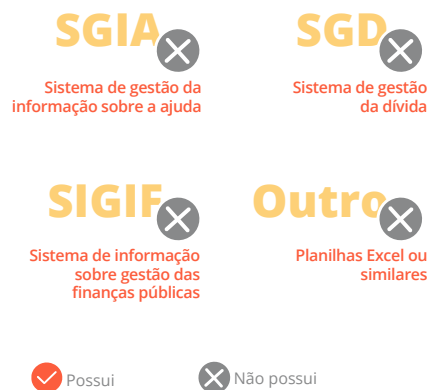 SGIA
Sistema de gestão da
informação sobre a ajuda
SGD
Sistema de gestão
da dívida
SIGIF
Sistema de informação
sobre gestão das
finanças públicas
Outro
Planilhas Excel ou
similares
Possui
Não possui